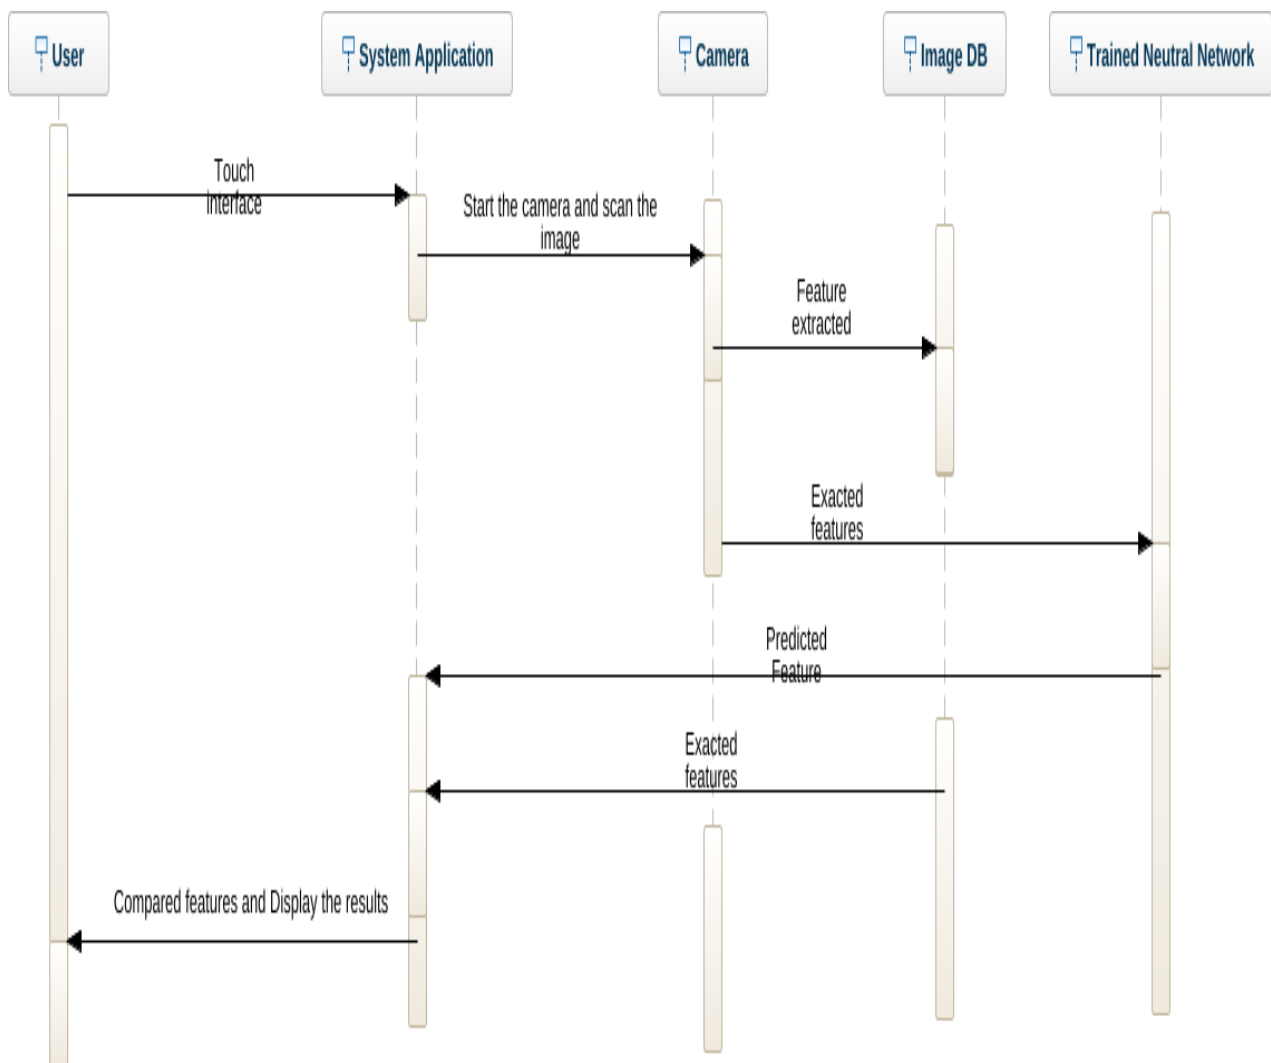 User
System Application
Camera
Image DB
Trained Neutral Network
Touch
Interface
Start the camera and scan the
image
Feature
extracted
Exacted
features
Predicted
Feature
Exacted
features
Compared features and Display the results